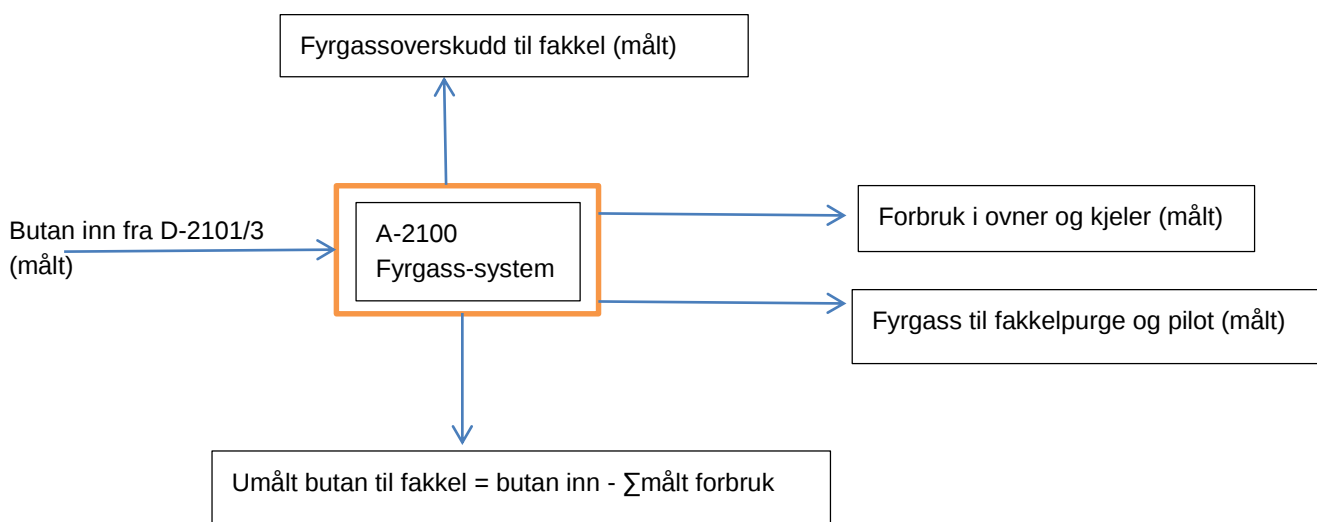 Fyrgassoverskudd til fakkel (målt)
Butan inn fra D-2101/3
(målt)
A-2100
Fyrgass-system
Forbruk i ovner og kjeler (målt)
Fyrgass til fakkelpurge og pilot (målt)
Umålt butan til fakkel = butan inn - ∑målt forbruk